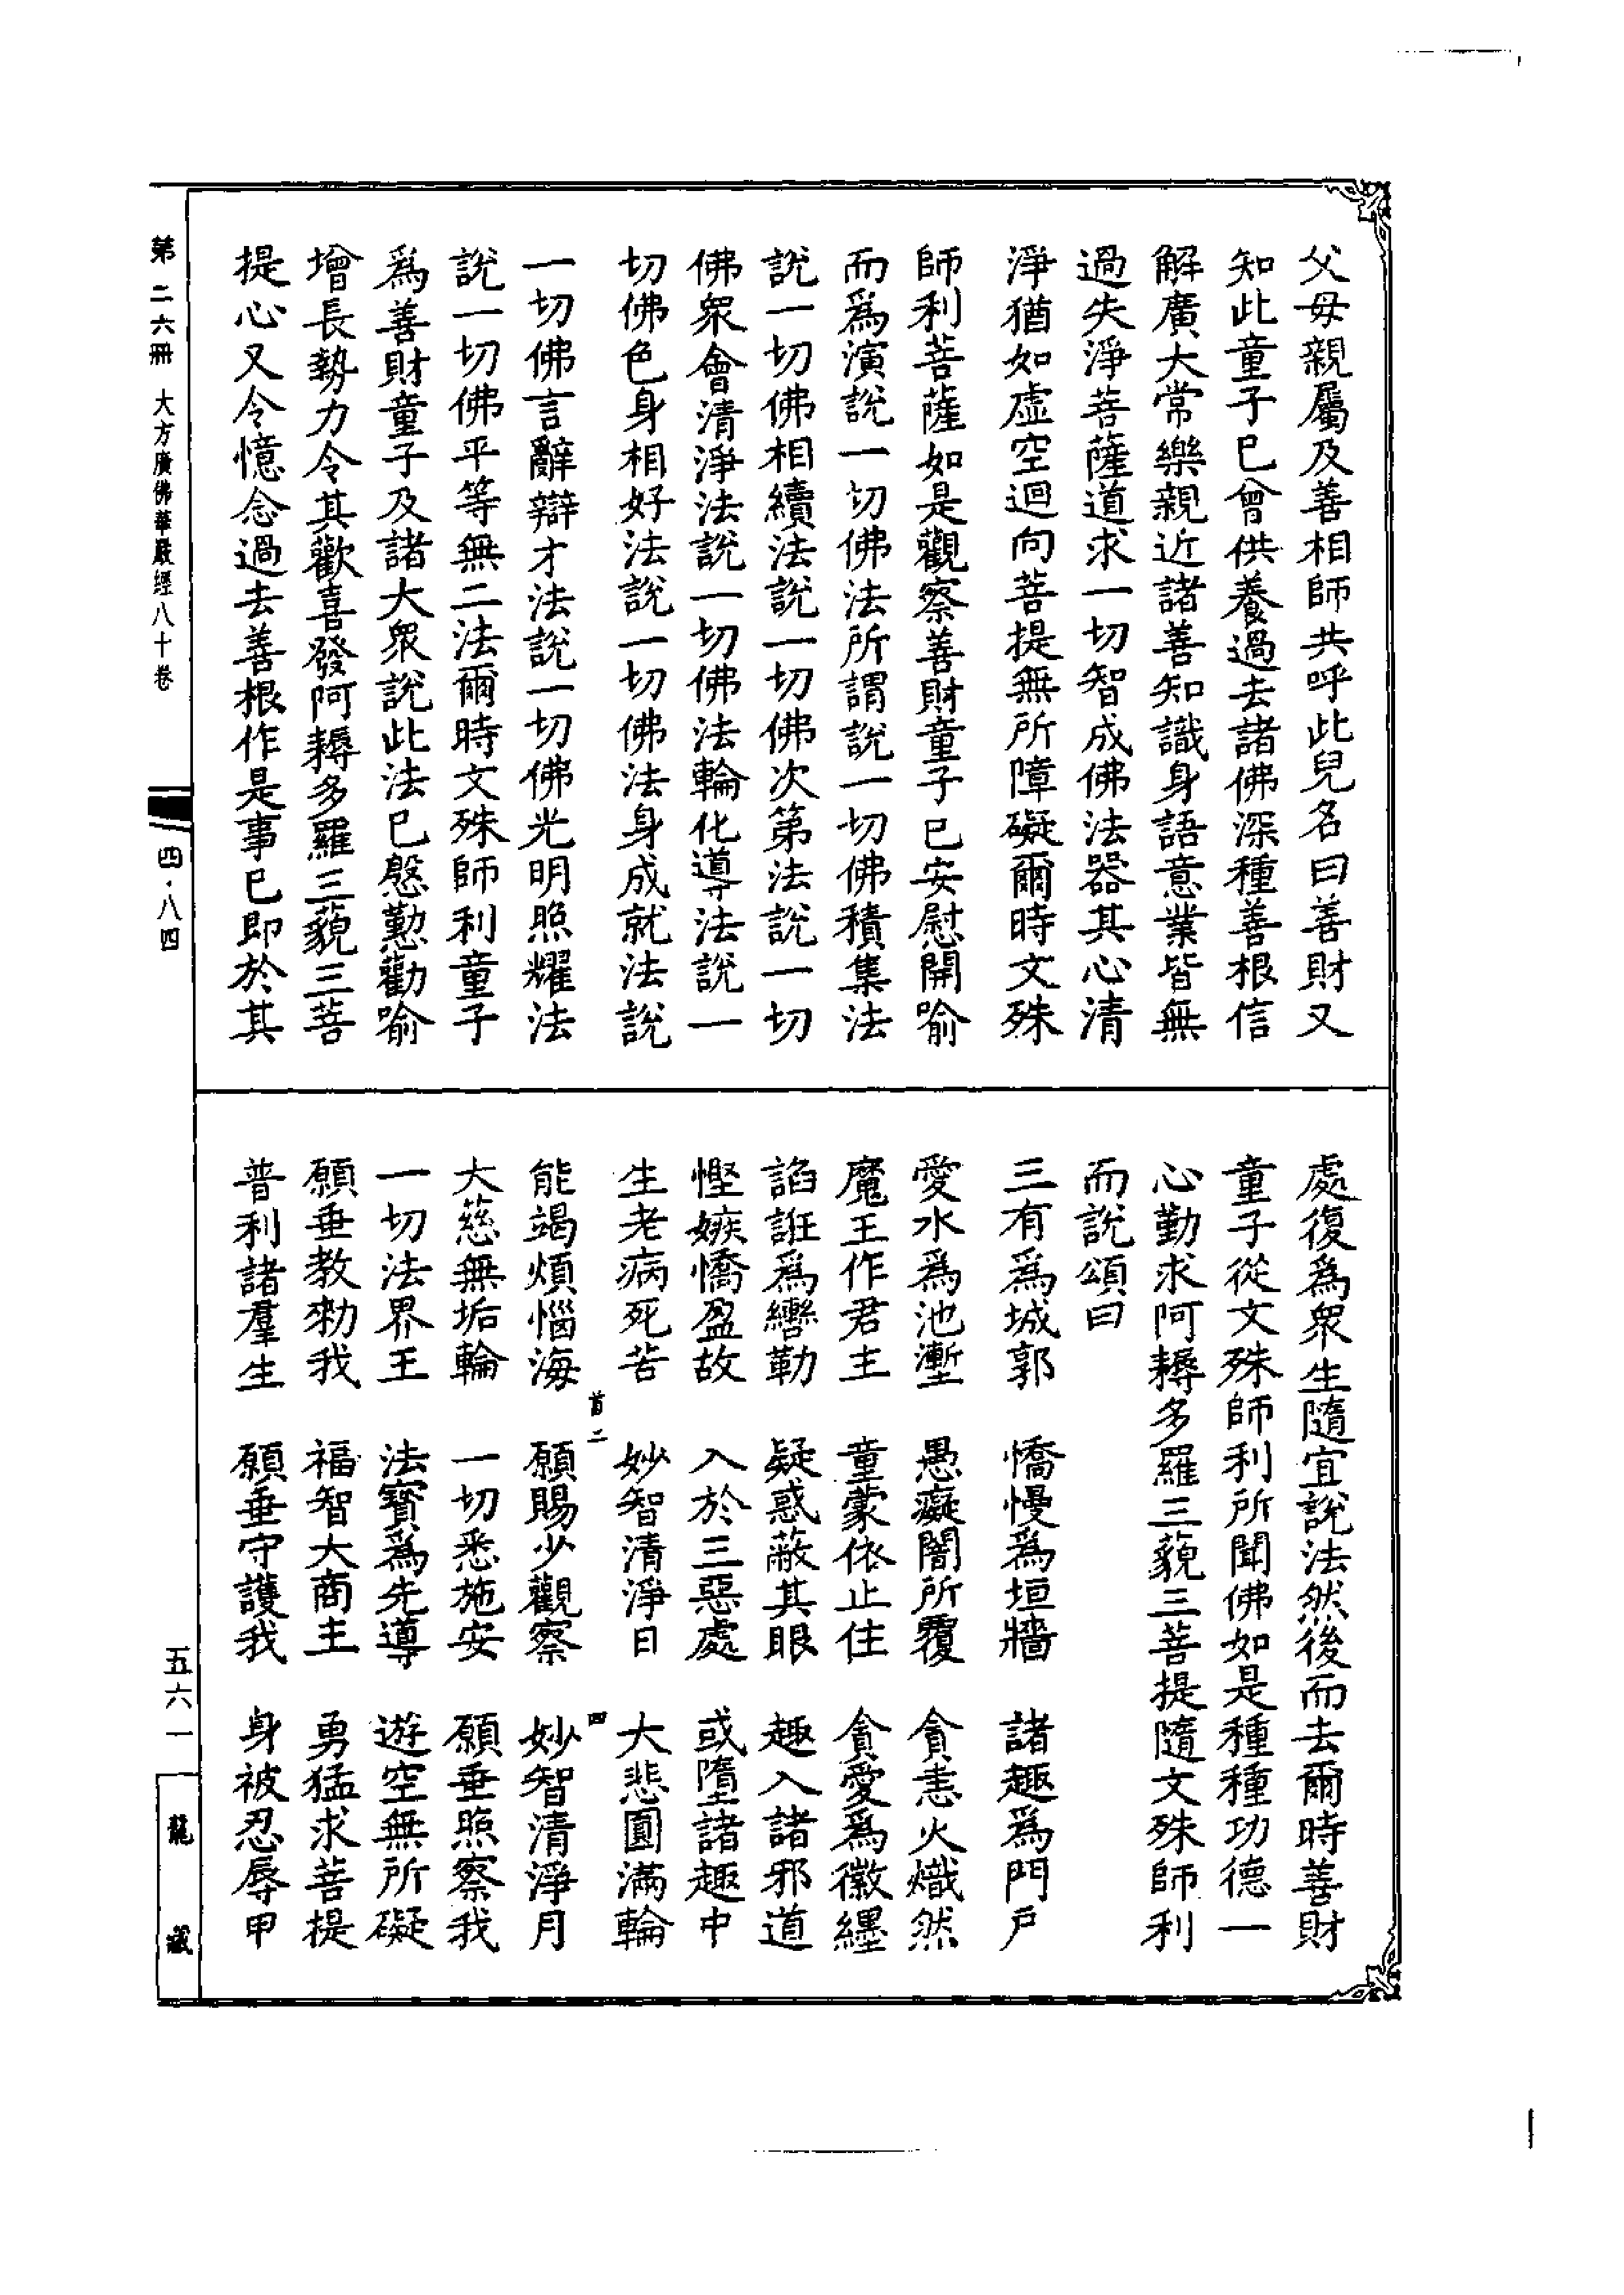 父母親屬及善相師共呼此兒名曰善財又
知此童子已曾供養過去諸佛深種善根信
解廣大常樂親近諸善知識身語意業皆無
過失淨菩薩道求一切智成佛法器其心清
淨猶如虛空迴向菩提無所障礙爾時文殊
師利菩薩如是觀察善財童子已安慰開喻
而爲演說一切佛法所謂說一切佛積集法
說一切佛相續法說一切佛次第法說一切
佛衆會清淨法說一切佛法輪化導法說一
切佛色身相好法說一切佛法身成就法說
一切佛言辭辯才法說一切佛光明照耀法
說一切佛平等無二法爾時文殊師利童子
爲善財童子及諸大衆說此法已慇懃勸喻
增長勢力令其歡喜發阿耨多羅三藐三菩
提心又令憶念過去善根作是事已即於其
處復爲衆生隨宜說法然後而去爾時善財
童子從文殊師利所聞佛如是種種功德一
心勤求阿耨多羅三藐三菩提隨文殊師利
而說頌曰
三有爲城郭　憍慢爲垣牆　諸趣爲門戶
愛水爲池塹　愚癡闇所覆　貪恚火熾然
魔王作君主　童蒙依止住　貪愛爲徽纆
諂誑爲轡勒　疑惑蔽其眼　趣入諸邪道
慳嫉憍盈故　入於三惡處　或墮諸趣中
生老病死苦　妙智清淨日　大悲圓滿輪
首二　四
能竭煩惱海　願賜少觀察　妙智清淨月
大慈無垢輪　一切悉施安　願垂照察我
一切法界王　法寶爲先導　遊空無所礙
願垂教勑我　福智大商主　勇猛求菩提
普利諸羣生　願垂守護我　身被忍辱甲
第二六冊　大方廣佛華嚴經八十卷
四·八四
五六一
龍藏